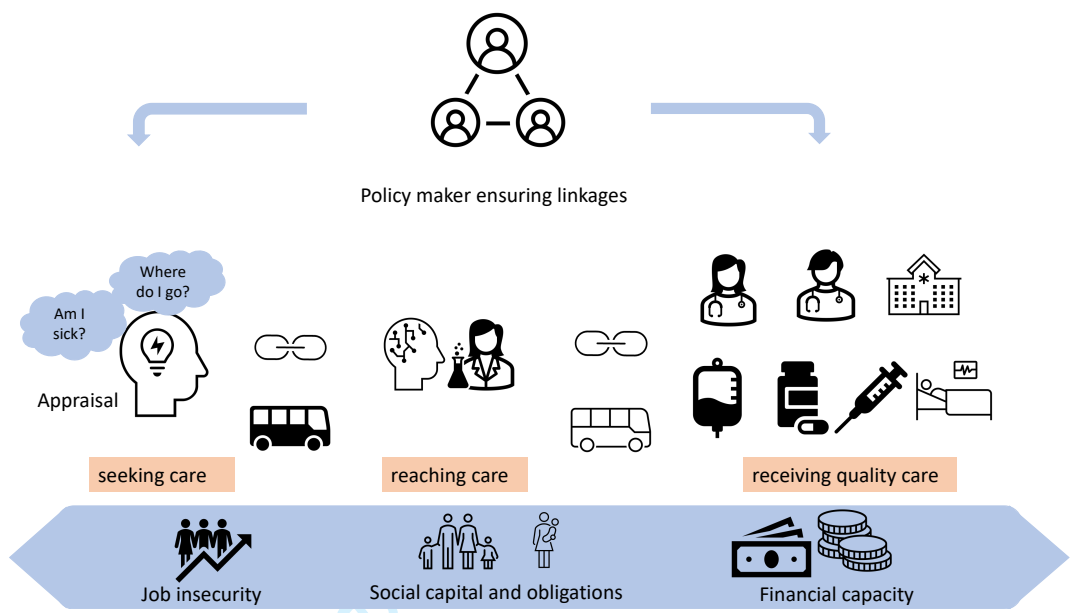 Policy maker ensuring linkages
Where
do I go?
Am I
sick?
Appraisal
seeking care
reaching care
receiving quality care
Job insecurity
Social capital and obligations
Financial capacity